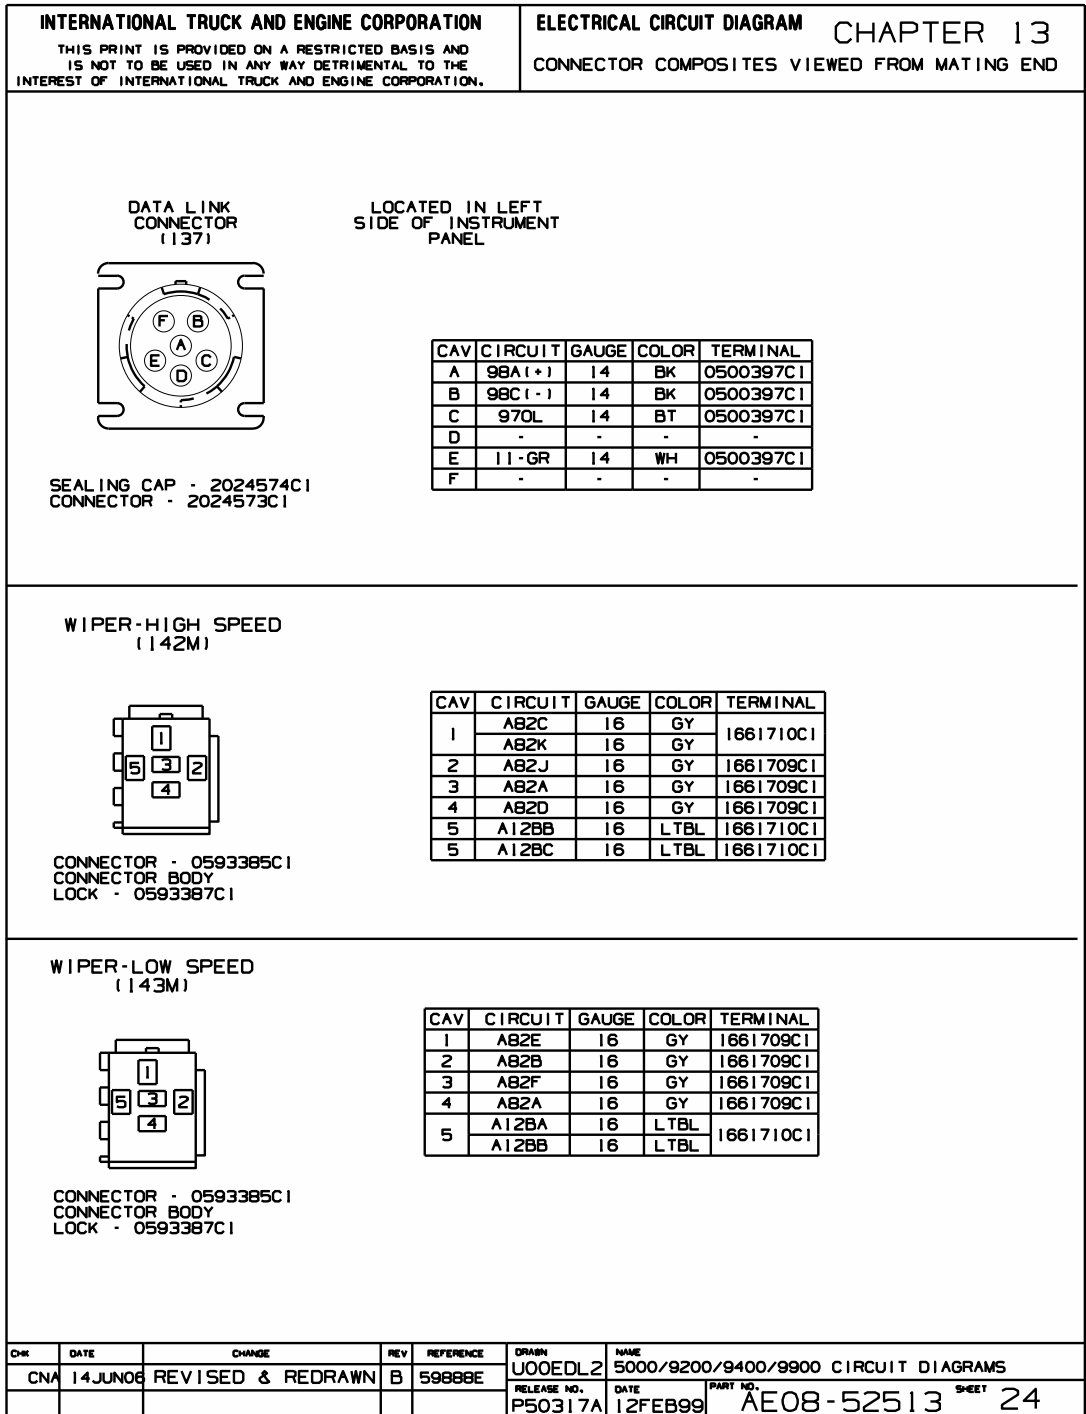 INTERNATIONAL TRUCK AND ENGINE CORPORATION
THIS PRINT IS PROVIDED ON A RESTRICTED BASIS AND
IS NOT TO BE USED IN ANY WAY DETRIMENTAL TO THE
INTEREST OF INTERNATIONAL TRUCK AND ENGINE CORPORATION.
ELECTRICAL CIRCUIT DIAGRAM CHAPTER 13
CONNECTOR COMPOSITES VIEWED FROM MATING END
DATA LINK
CONNECTOR
(137)
LOCATED IN LEFT
SIDE OF INSTRUMENT
PANEL
F B
A
E C
D
SEALING CAP - 2024574C1
CONNECTOR - 2024573C1
CAV CIRCUIT GAUGE COLOR TERMINAL
A 98A(+) 14 BK 0500397C1
B 98C(-) 14 BK 0500397C1
C 970L 14 BT 0500397C1
D - - - -
E 11-GR 14 WH 0500397C1
F - - - -
WIPER-HIGH SPEED
(142M)
1
5 3 2
4
CONNECTOR - 0593385C1
CONNECTOR BODY
LOCK - 0593387C1
CAV CIRCUIT GAUGE COLOR TERMINAL
1 A82C 16 GY 1661710C1
A82K 16 GY
2 A82J 16 GY 1661709C1
3 A82A 16 GY 1661709C1
4 A82D 16 GY 1661709C1
5 A12BB 16 LTBL 1661710C1
5 A12BC 16 LTBL 1661710C1
WIPER-LOW SPEED
(143M)
1
5 3 2
4
CONNECTOR - 0593385C1
CONNECTOR BODY
LOCK - 0593387C1
CAV CIRCUIT GAUGE COLOR TERMINAL
1 A82E 16 GY 1661709C1
2 A82B 16 GY 1661709C1
3 A82F 16 GY 1661709C1
4 A82A 16 GY 1661709C1
5 A12BA 16 LTBL 1661710C1
A12BB 16 LTBL
CHK DATE CHANGE REV REFERENCE
CNA 14JUN06 REVISED & REDRAWN B 59888E
DRAWN
U00EDL2
NAME
5000/9200/9400/9900 CIRCUIT DIAGRAMS
RELEASE NO.
P50317A
DATE
12FEB99
PART NO.
AE08-52513
SHEET 24